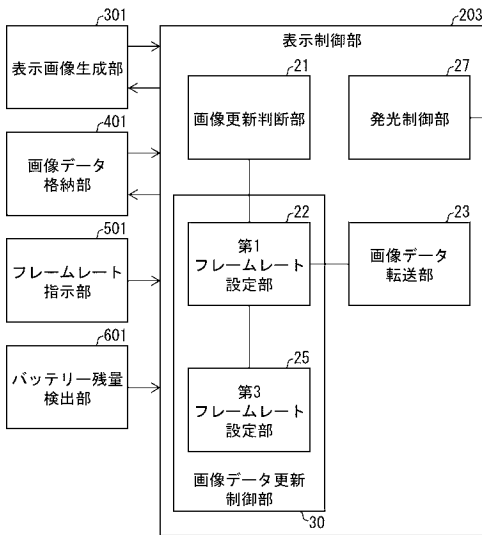 301
表示画像生成部
401
画像データ
格納部
501
フレームレート
指示部
601
バッテリー残量
検出部
203
表示制御部
21
画像更新判断部
27
発光制御部
22
第1
フレームレート
設定部
23
画像データ
転送部
25
第3
フレームレート
設定部
画像データ更新
制御部
30